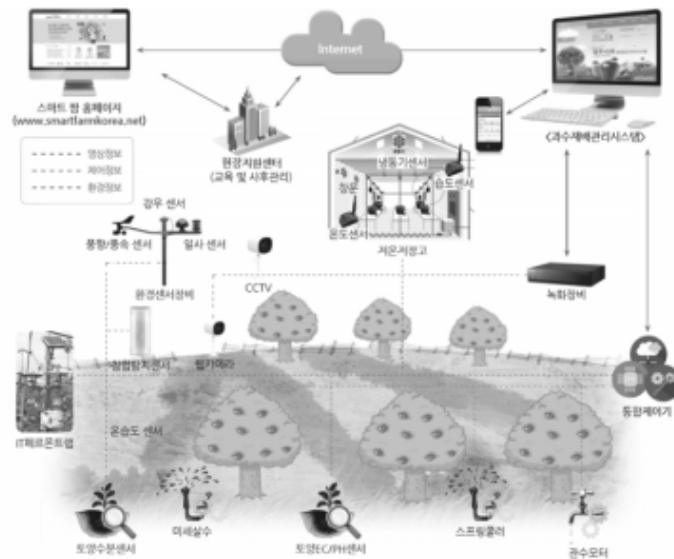 Internet
스마트 팜 홈페이지
(www.smartfarmkorea.net)
현장지원센터
(교육 및 사후관리)
<과수재배관리시스템>
영상정보
제어정보
환경정보
냉동기센서
창문
습도센서
온도센서
저온저장고
강우 센서
풍향/풍속 센서
일사 센서
환경센서장비
CCTV
녹화장비
웹카메라
IT페르몬트랩
온습도 센서
통합제어기
토양수분센서
미세살수
토양EC/PH센서
스프링쿨러
관수모터